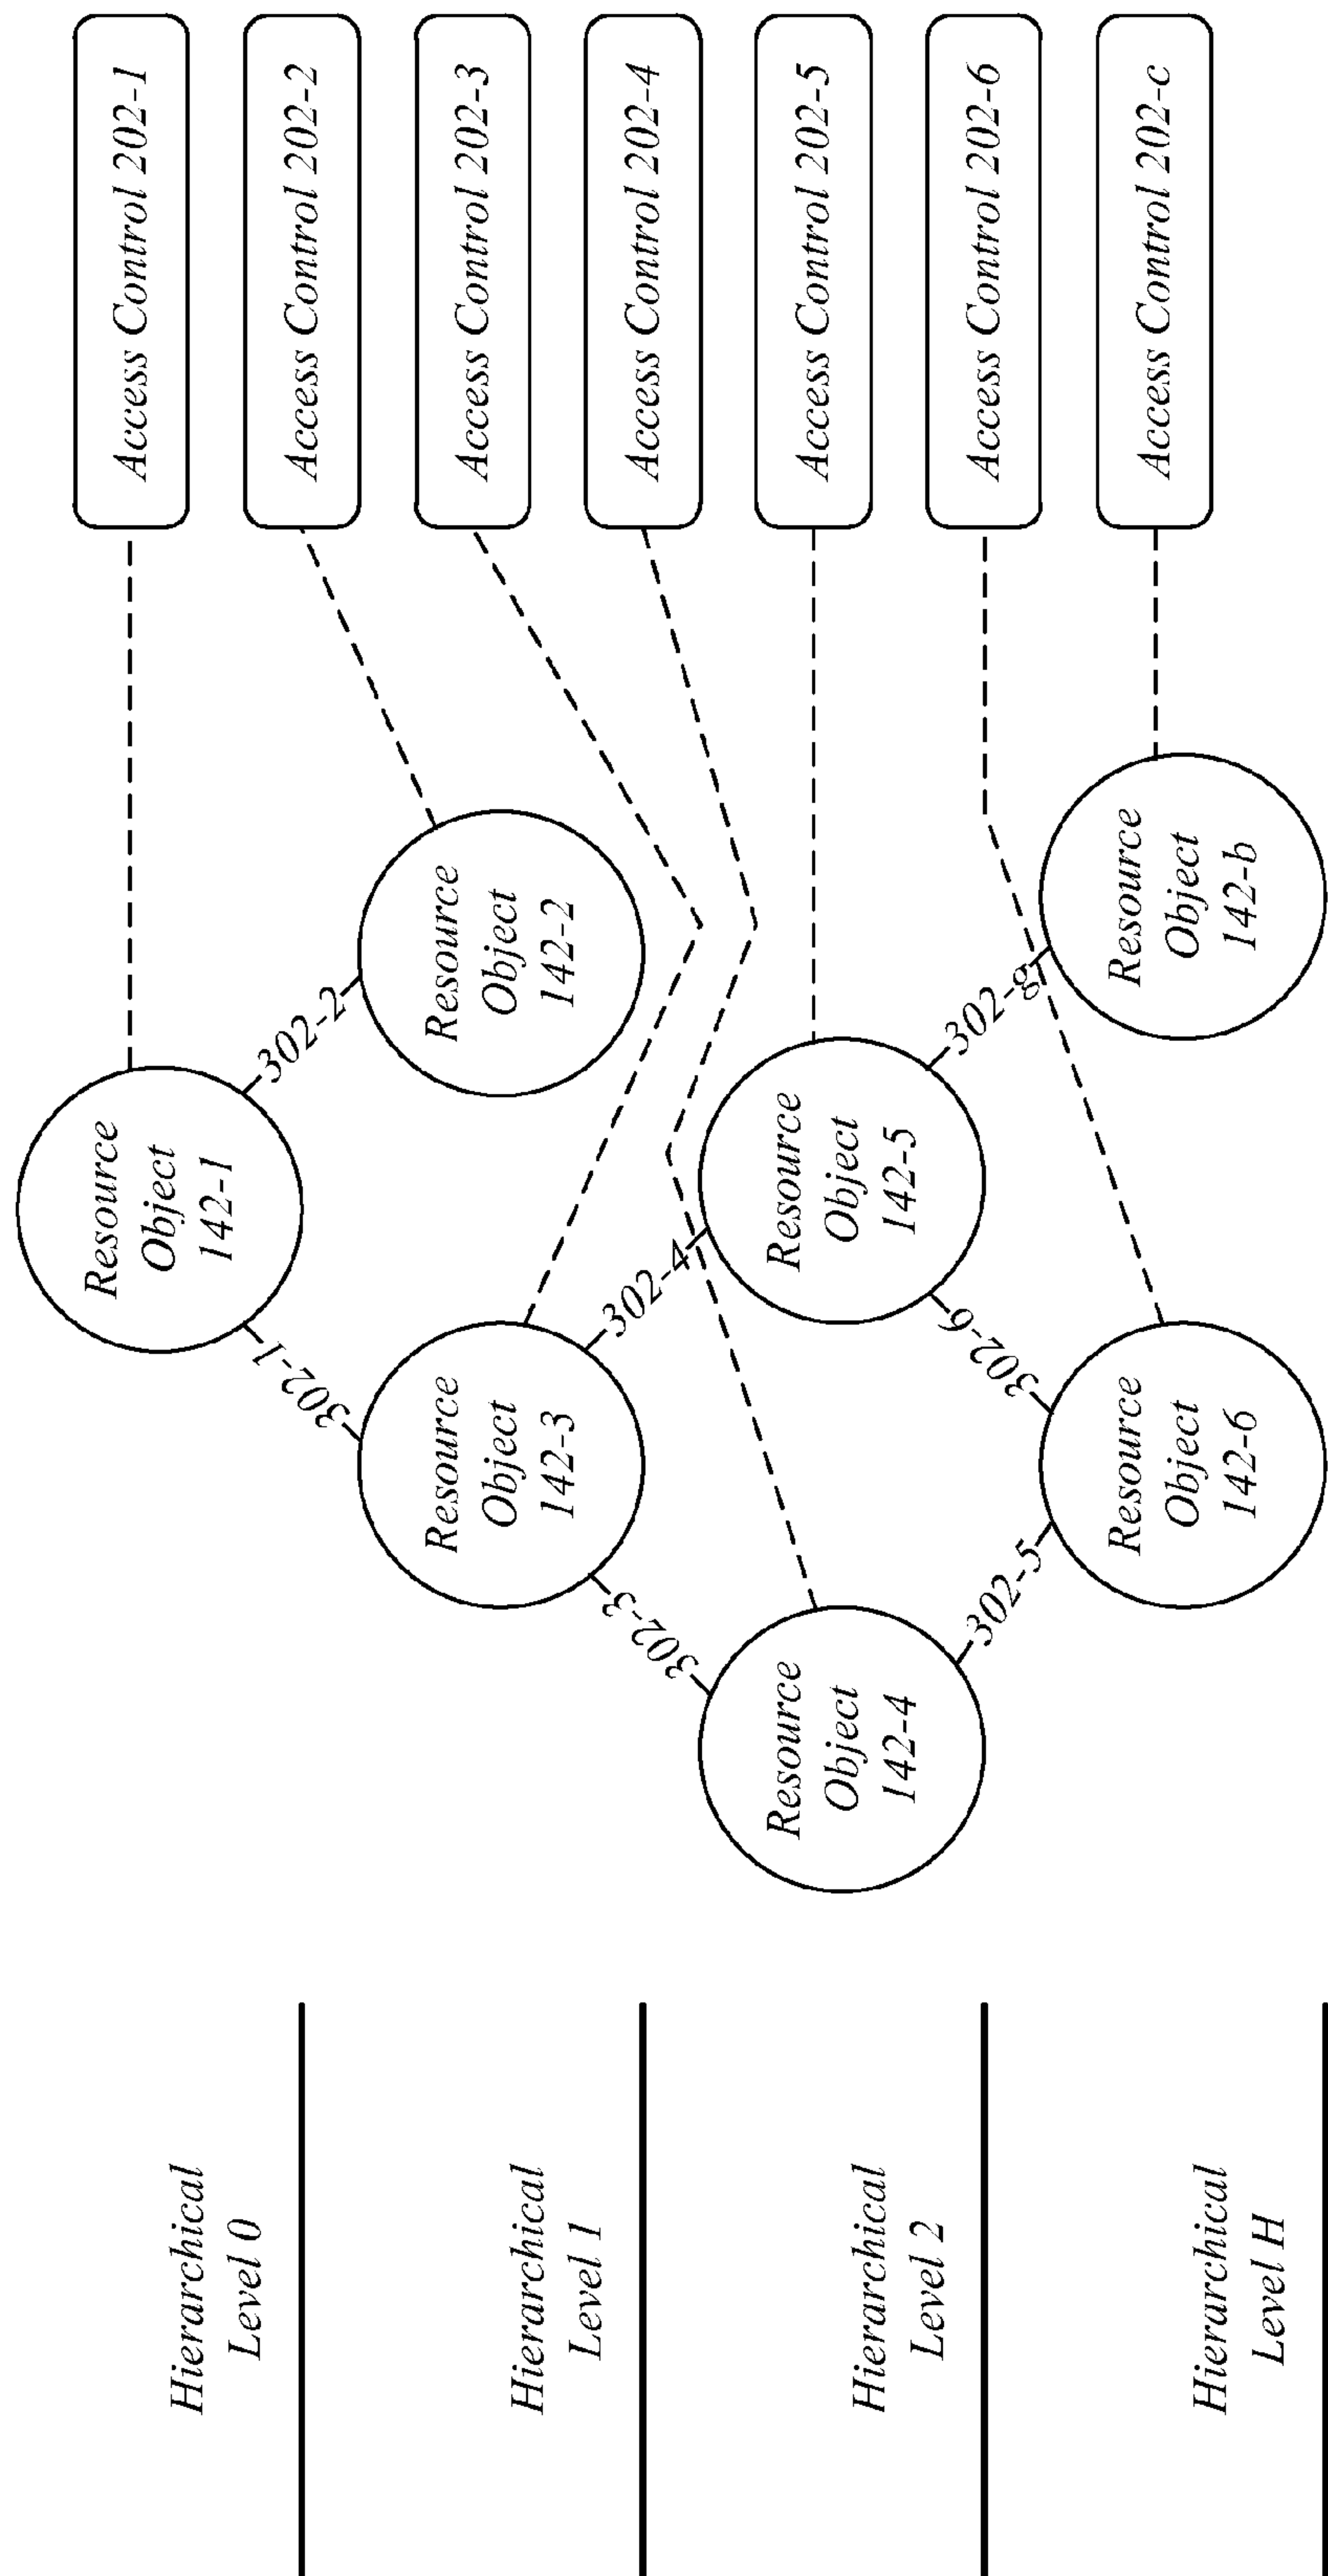 Hierarchical
Level 0
Hierarchical
Level 1
Hierarchical
Level 2
Hierarchical
Level H
Resource
Object
142-1
302-1
302-2
Resource
Object
142-3
Resource
Object
142-2
302-3
302-4
Resource
Object
142-4
Resource
Object
142-5
302-5
302-6
302-g
Resource
Object
142-6
Resource
Object
142-b
Access Control 202-1
Access Control 202-2
Access Control 202-3
Access Control 202-4
Access Control 202-5
Access Control 202-6
Access Control 202-c